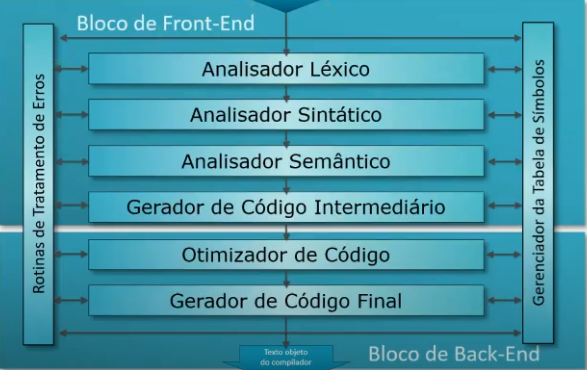 Bloco de Front-End
Rotinas de Tratamento de Erros
Analisador Léxico
Analisador Sintático
Analisador Semântico
Gerador de Código Intermediário
Otimizador de Código
Gerador de Código Final
Gerenciador da Tabela de Símbolos
Texto objeto
do compilador
Bloco de Back-End